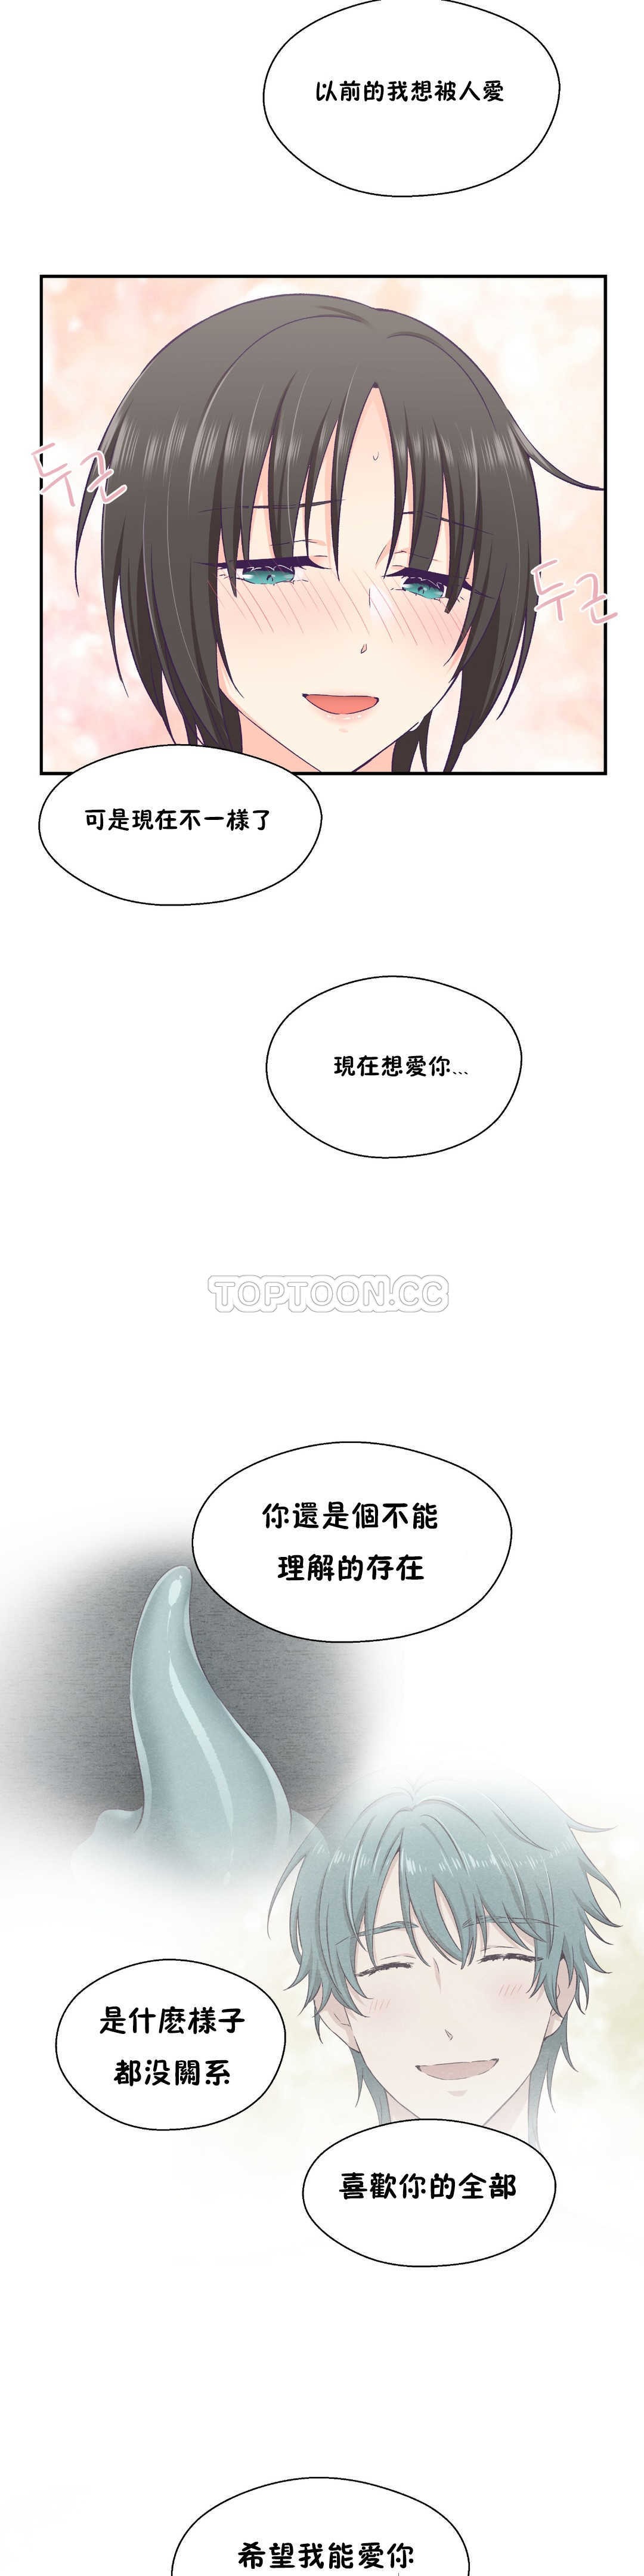 以前的我想被人愛
두근
두근
可是現在不一樣了
現在想愛你...
TOPTOON.CC
你還是個不能
理解的存在
是什麽樣子
都没關系
喜歡你的全部
希望我能愛你